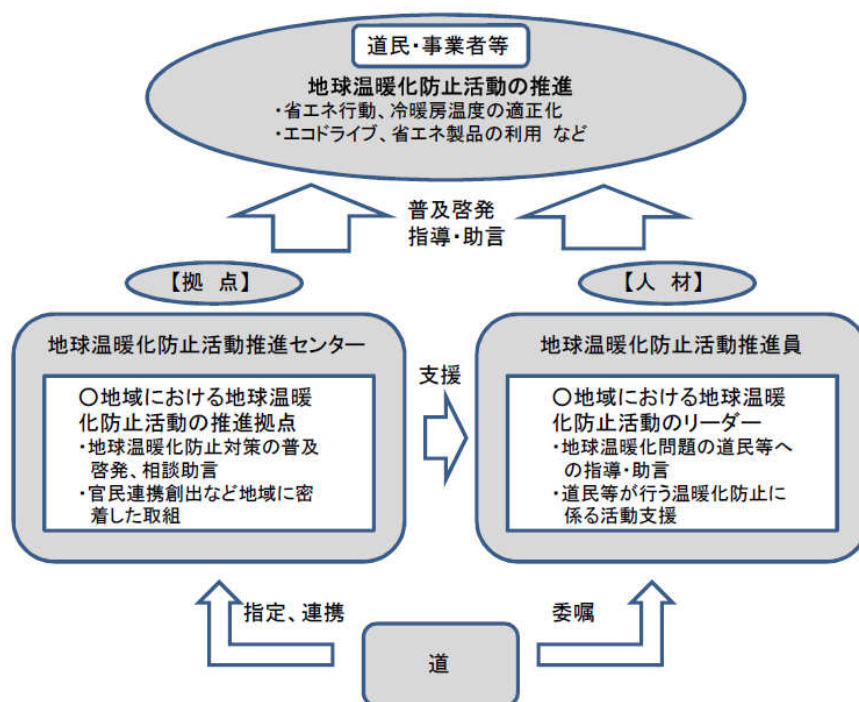 道民・事業者等
地球温暖化防止活動の推進
・省エネ行動、冷暖房温度の適正化
・エコドライブ、省エネ製品の利用 など
普及啓発
指導・助言
【拠 点】
【人 材】
地球温暖化防止活動推進センター
〇地域における地球温暖
化防止活動の推進拠点
・地球温暖化防止対策の普及
啓発、相談助言
・官民連携創出など地域に密
着した取組
支援
地球温暖化防止活動推進員
〇地域における地球温暖
化防止活動のリーダー
・地球温暖化問題の道民等へ
の指導・助言
・道民等が行う温暖化防止に
係る活動支援
指定、連携
委嘱
道